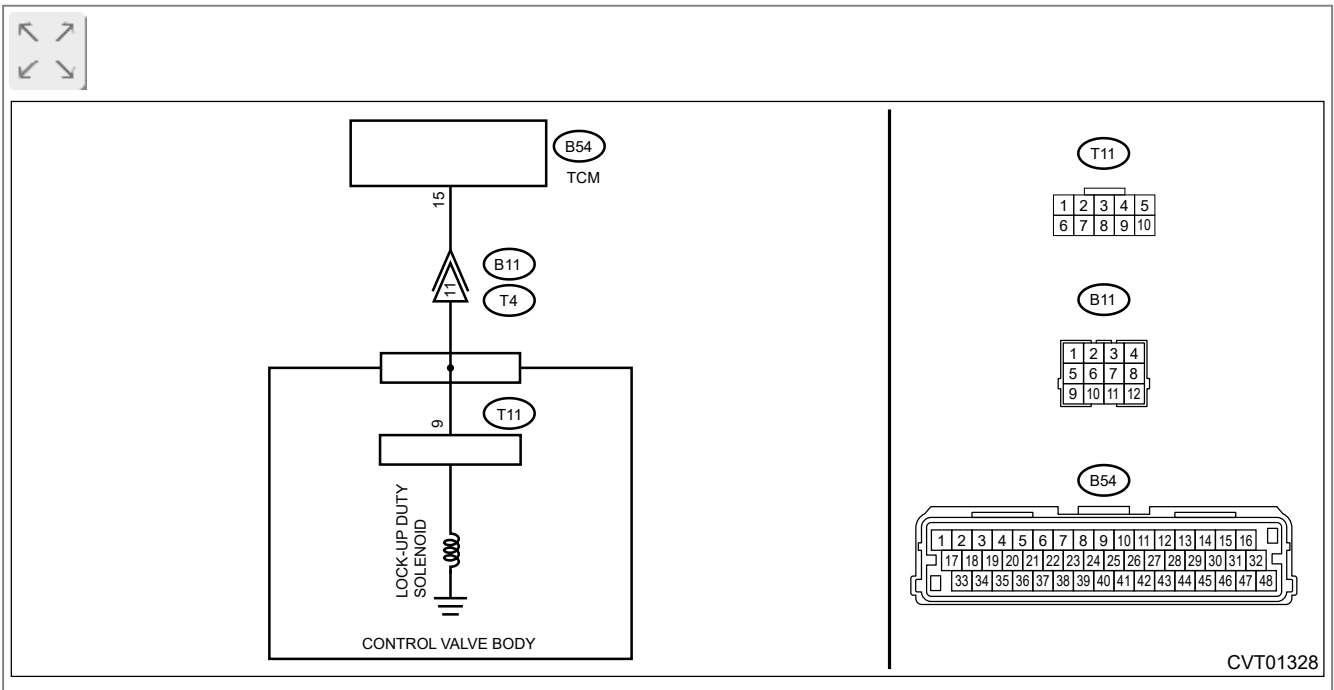 B54
TCM
15
B11
11
T4
T11
9
LOCK-UP DUTY
SOLENOID
CONTROL VALVE BODY
T11
1 2 3 4 5
6 7 8 9 10
B11
1 2 3 4
5 6 7 8
9 10 11 12
B54
1 2 3 4 5 6 7 8 9 10 11 12 13 14 15 16
17 18 19 20 21 22 23 24 25 26 27 28 29 30 31 32
33 34 35 36 37 38 39 40 41 42 43 44 45 46 47 48
CVT01328